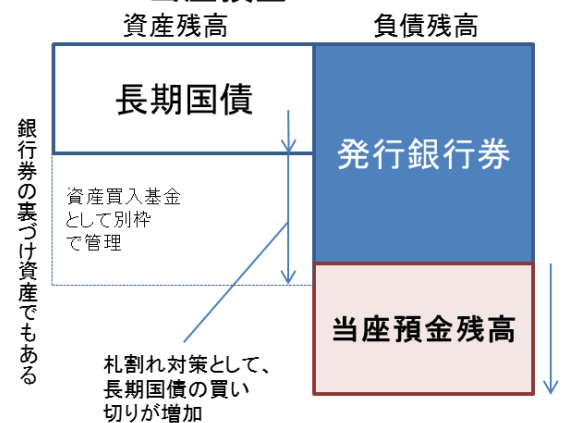 資産残高
負債残高
長期国債
発行銀行券
資産買入基金
として別枠
で管理
当座預金残高
銀行券の裏づけ資産でもある
札割れ対策として、
長期国債の買い
切りが増加